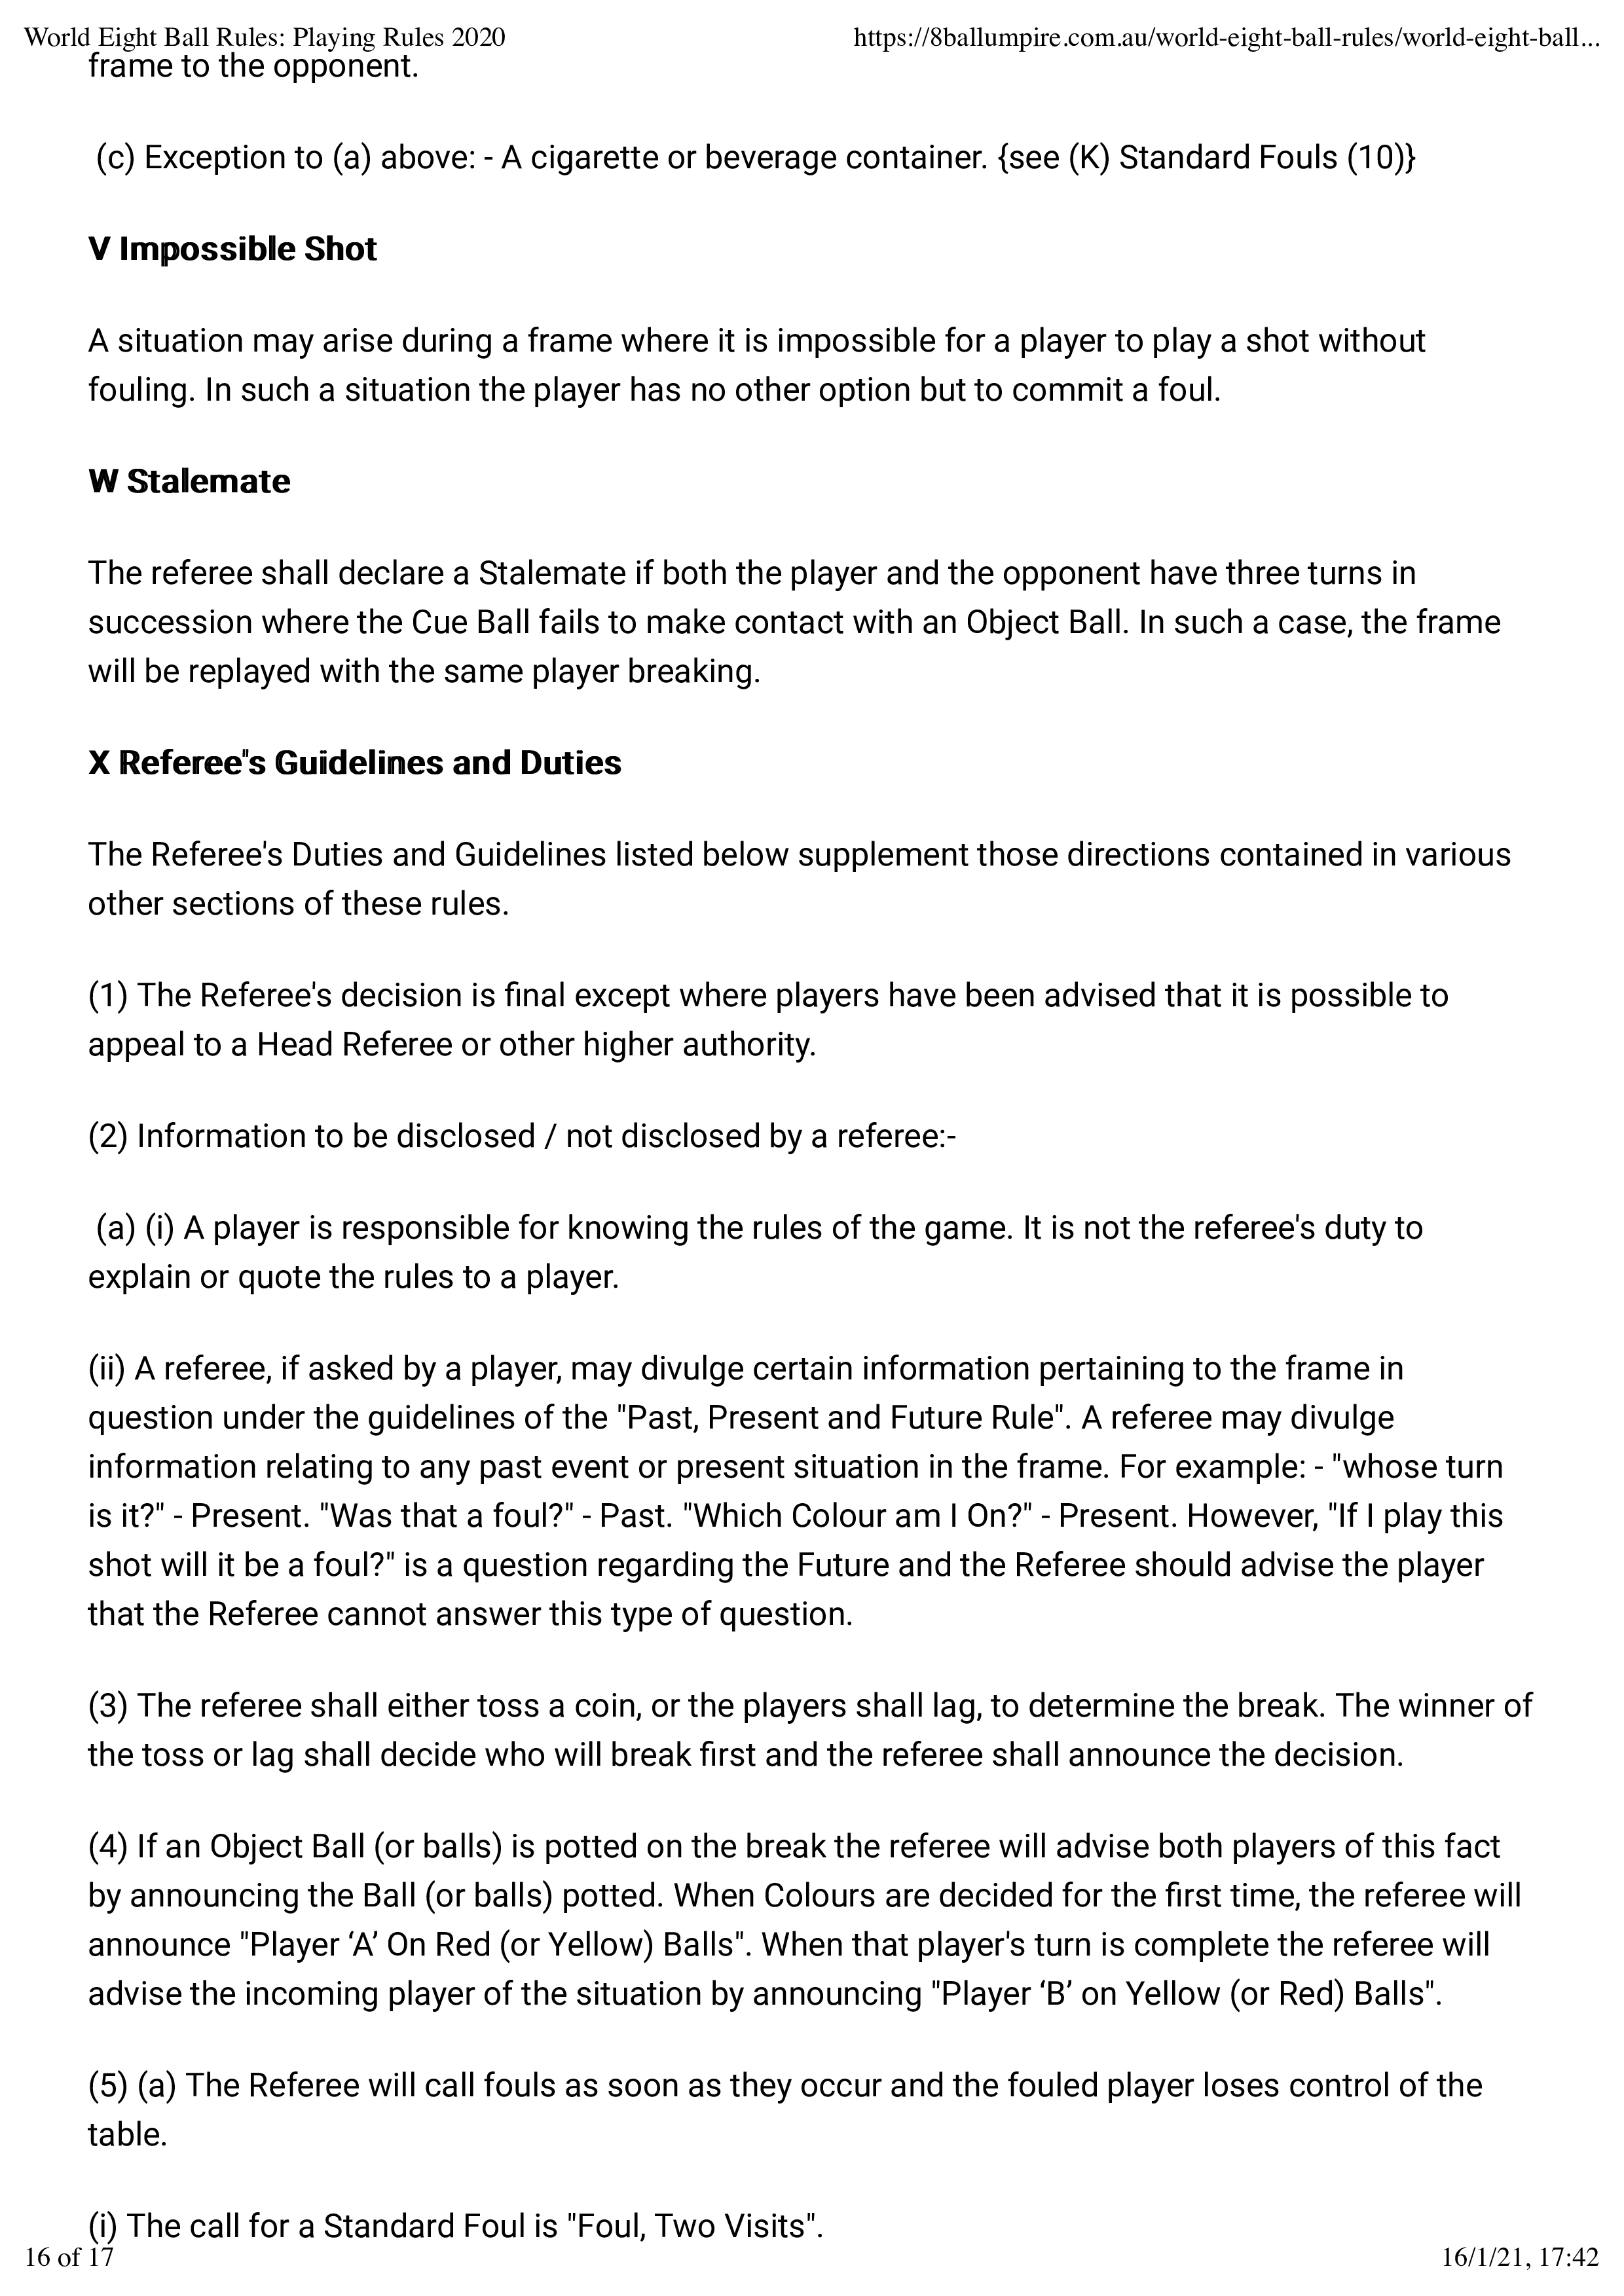 World Eight Ball Rules: Playing Rules 2020
https://8ballumpire.com.au/world-eight-ball-rules/world-eight-ball...
frame to the opponent.
(c) Exception to (a) above: - A cigarette or beverage container. {see (K) Standard Fouls (10)}
V Impossible Shot
A situation may arise during a frame where it is impossible for a player to play a shot without
fouling. In such a situation the player has no other option but to commit a foul.
W Stalemate
The referee shall declare a Stalemate if both the player and the opponent have three turns in
succession where the Cue Ball fails to make contact with an Object Ball. In such a case, the frame
will be replayed with the same player breaking.
X Referee's Guidelines and Duties
The Referee's Duties and Guidelines listed below supplement those directions contained in various
other sections of these rules.
(1) The Referee's decision is final except where players have been advised that it is possible to
appeal to a Head Referee or other higher authority.
(2) Information to be disclosed / not disclosed by a referee:-
(a) (i) A player is responsible for knowing the rules of the game. It is not the referee's duty to
explain or quote the rules to a player.
(ii) A referee, if asked by a player, may divulge certain information pertaining to the frame in
question under the guidelines of the "Past, Present and Future Rule". A referee may divulge
information relating to any past event or present situation in the frame. For example: - "whose turn
is it?" - Present. "Was that a foul?" - Past. "Which Colour am I On?" - Present. However, "If I play this
shot will it be a foul?" is a question regarding the Future and the Referee should advise the player
that the Referee cannot answer this type of question.
(3) The referee shall either toss a coin, or the players shall lag, to determine the break. The winner of
the toss or lag shall decide who will break first and the referee shall announce the decision.
(4) If an Object Ball (or balls) is potted on the break the referee will advise both players of this fact
by announcing the Ball (or balls) potted. When Colours are decided for the first time, the referee will
announce "Player ‘A’ On Red (or Yellow) Balls". When that player's turn is complete the referee will
advise the incoming player of the situation by announcing "Player ‘B’ on Yellow (or Red) Balls".
(5) (a) The Referee will call fouls as soon as they occur and the fouled player loses control of the
table.
(i) The call for a Standard Foul is "Foul, Two Visits".
16 of 17
16/1/21, 17:42